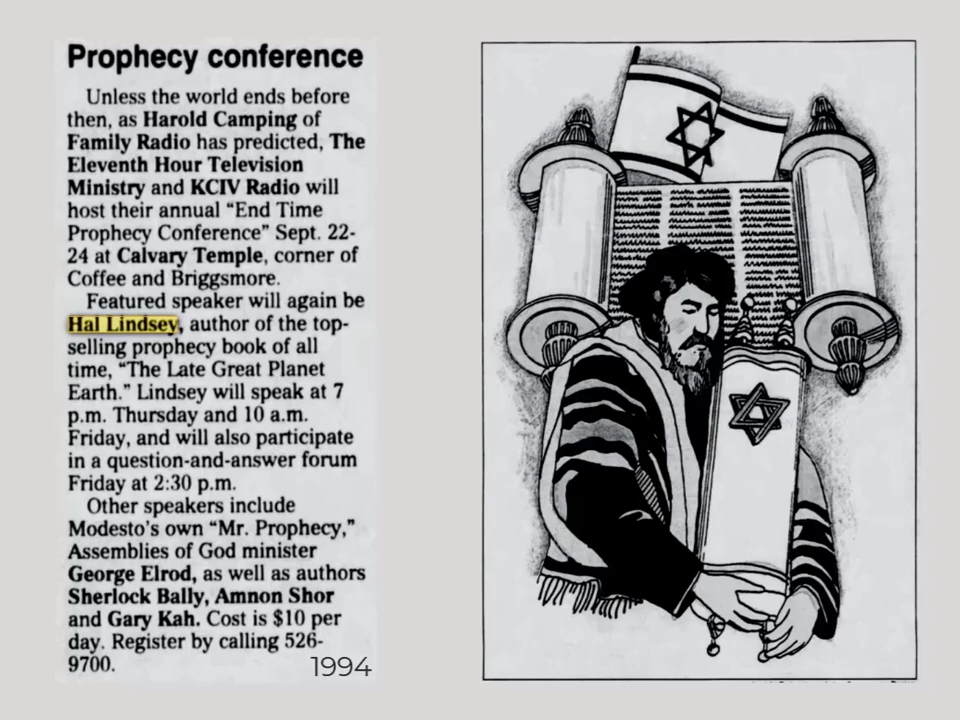 Prophecy conference
Unless the world ends before
then, as Harold Camping of
Family Radio has predicted, The
Eleventh Hour Television
Ministry and KCIV Radio will
host their annual “End Time
Prophecy Conference” Sept. 22-
24 at Calvary Temple, corner of
Coffee and Briggsmore.
Featured speaker will again be
Hal Lindsey, author of the top-
selling prophecy book of all
time, “The Late Great Planet
Earth.” Lindsey will speak at 7
p.m. Thursday and 10 a.m.
Friday, and will also participate
in a question-and-answer forum
Friday at 2:30 p.m.
Other speakers include
Modesto’s own “Mr. Prophecy,”
Assemblies of God minister
George Elrod, as well as authors
Sherlock Bally, Amnon Shor
and Gary Kah. Cost is $10 per
day. Register by calling 526-
9700.
1994